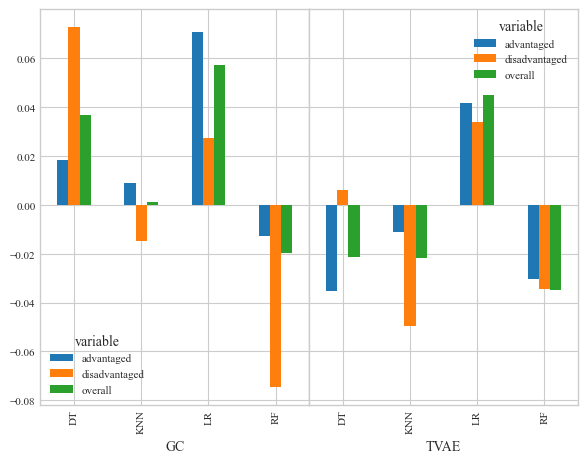 variable
advantaged
disadvantaged
overall
0.06
0.04
0.02
0.00
−0.02
−0.04
−0.06
−0.08
variable
advantaged
disadvantaged
overall
DT
KNN
LR
RF
DT
KNN
LR
RF
GC
TVAE